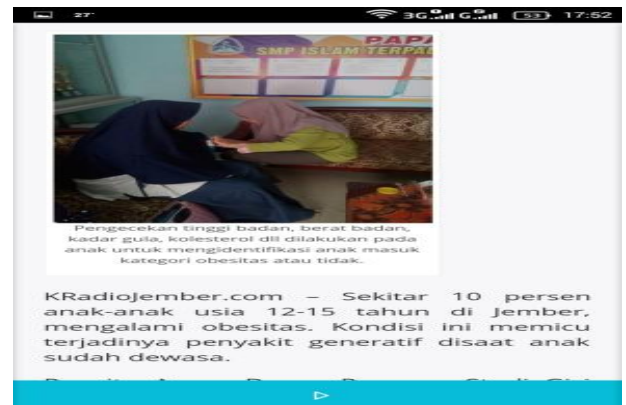 27°
3G G 53 17:52
PAPA
SMP ISLAM TERPA
Pengecekan tinggi badan, berat badan,
kadar gula, kolesterol dll dilakukan pada
anak untuk mengidentifikasi anak masuk
kategori obesitas atau tidak.
KRadioJember.com – Sekitar 10 persen
anak-anak usia 12-15 tahun di Jember,
mengalami obesitas. Kondisi ini memicu
terjadinya penyakit generatif disaat anak
sudah dewasa.